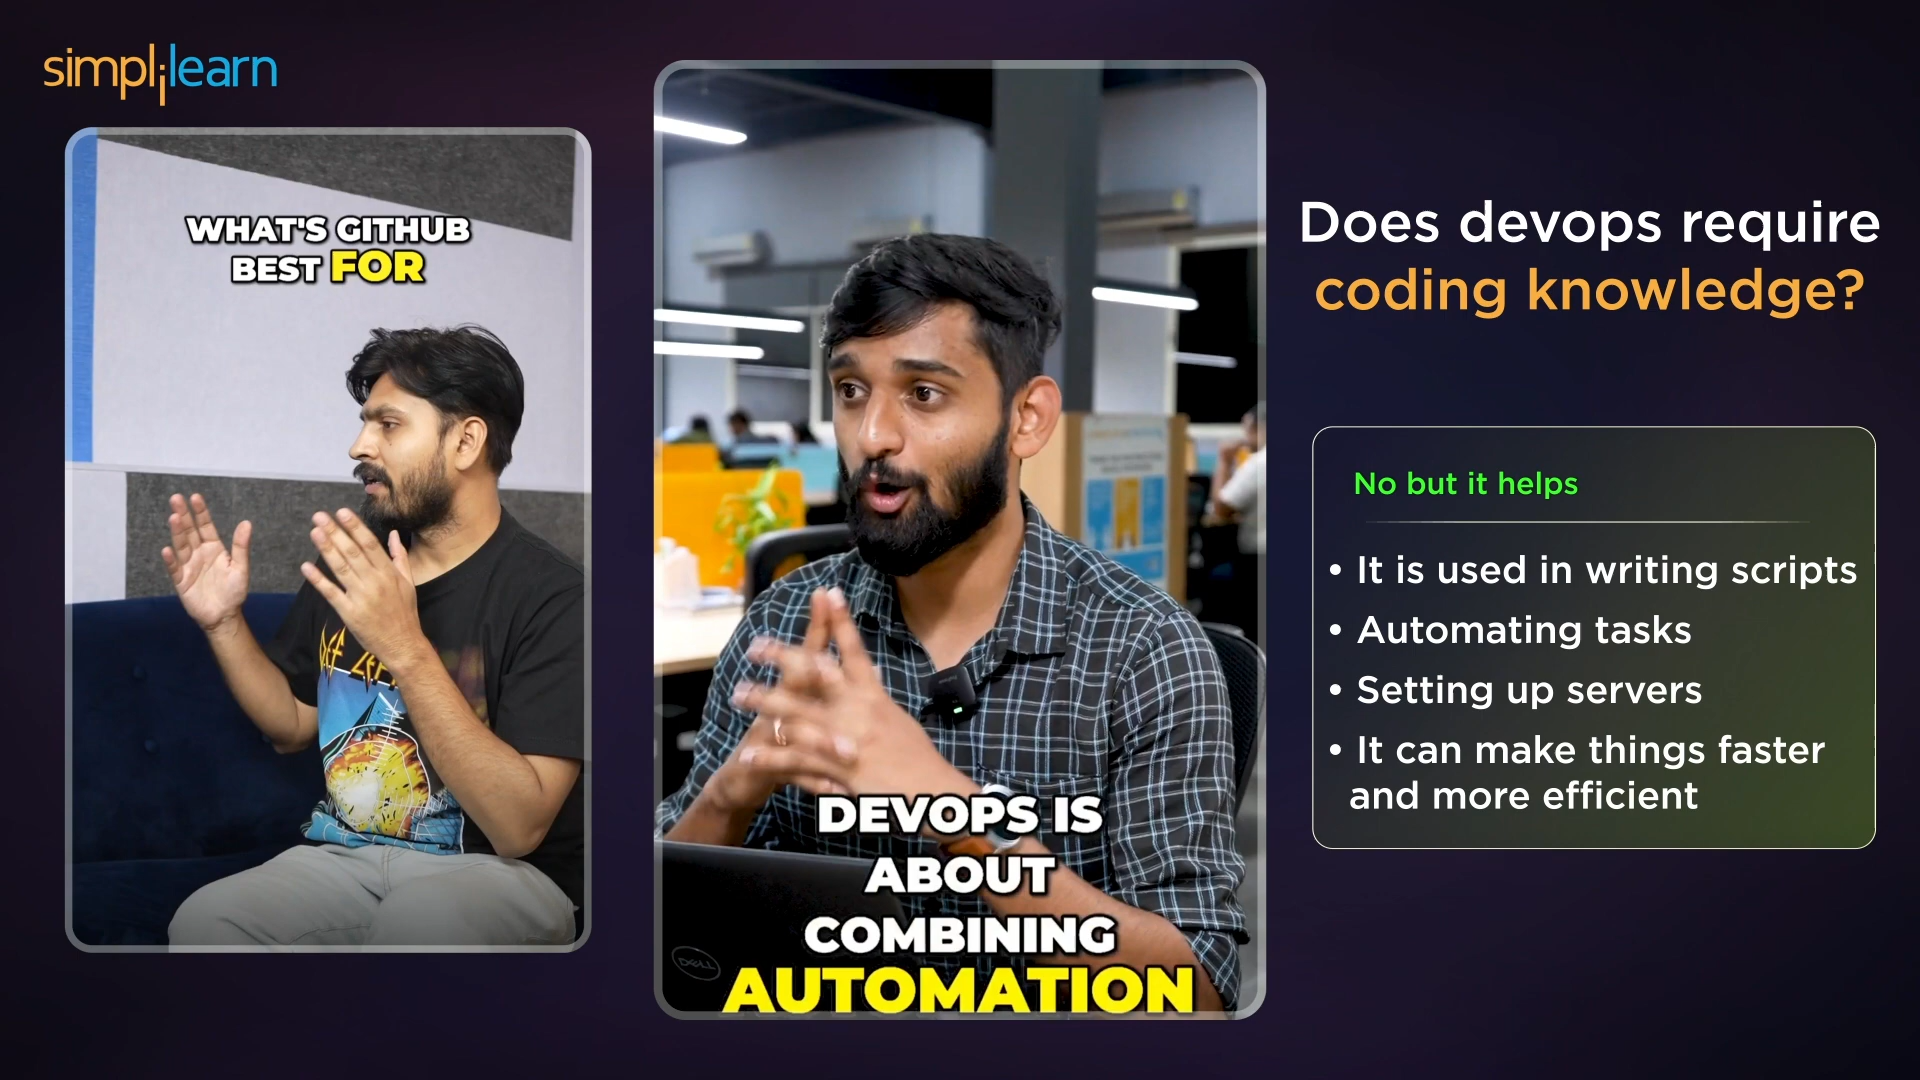 simplilearn
WHAT'S GITHUB
BEST FOR
DEVOPS IS
ABOUT
COMBINING
AUTOMATION
DELL
Does devops require
coding knowledge?
No but it helps
• It is used in writing scripts
• Automating tasks
• Setting up servers
• It can make things faster
and more efficient